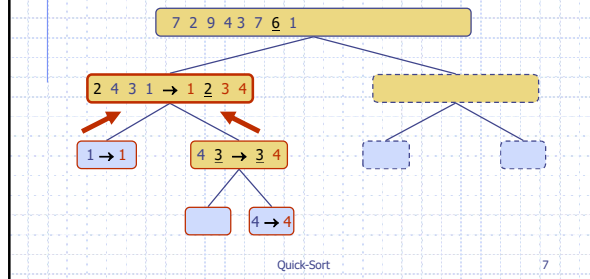 7 2 9 4 3 7 6 1
2 4 3 1 → 1 2 3 4
1 → 1
4 3 → 3 4
4 → 4
Quick-Sort 7